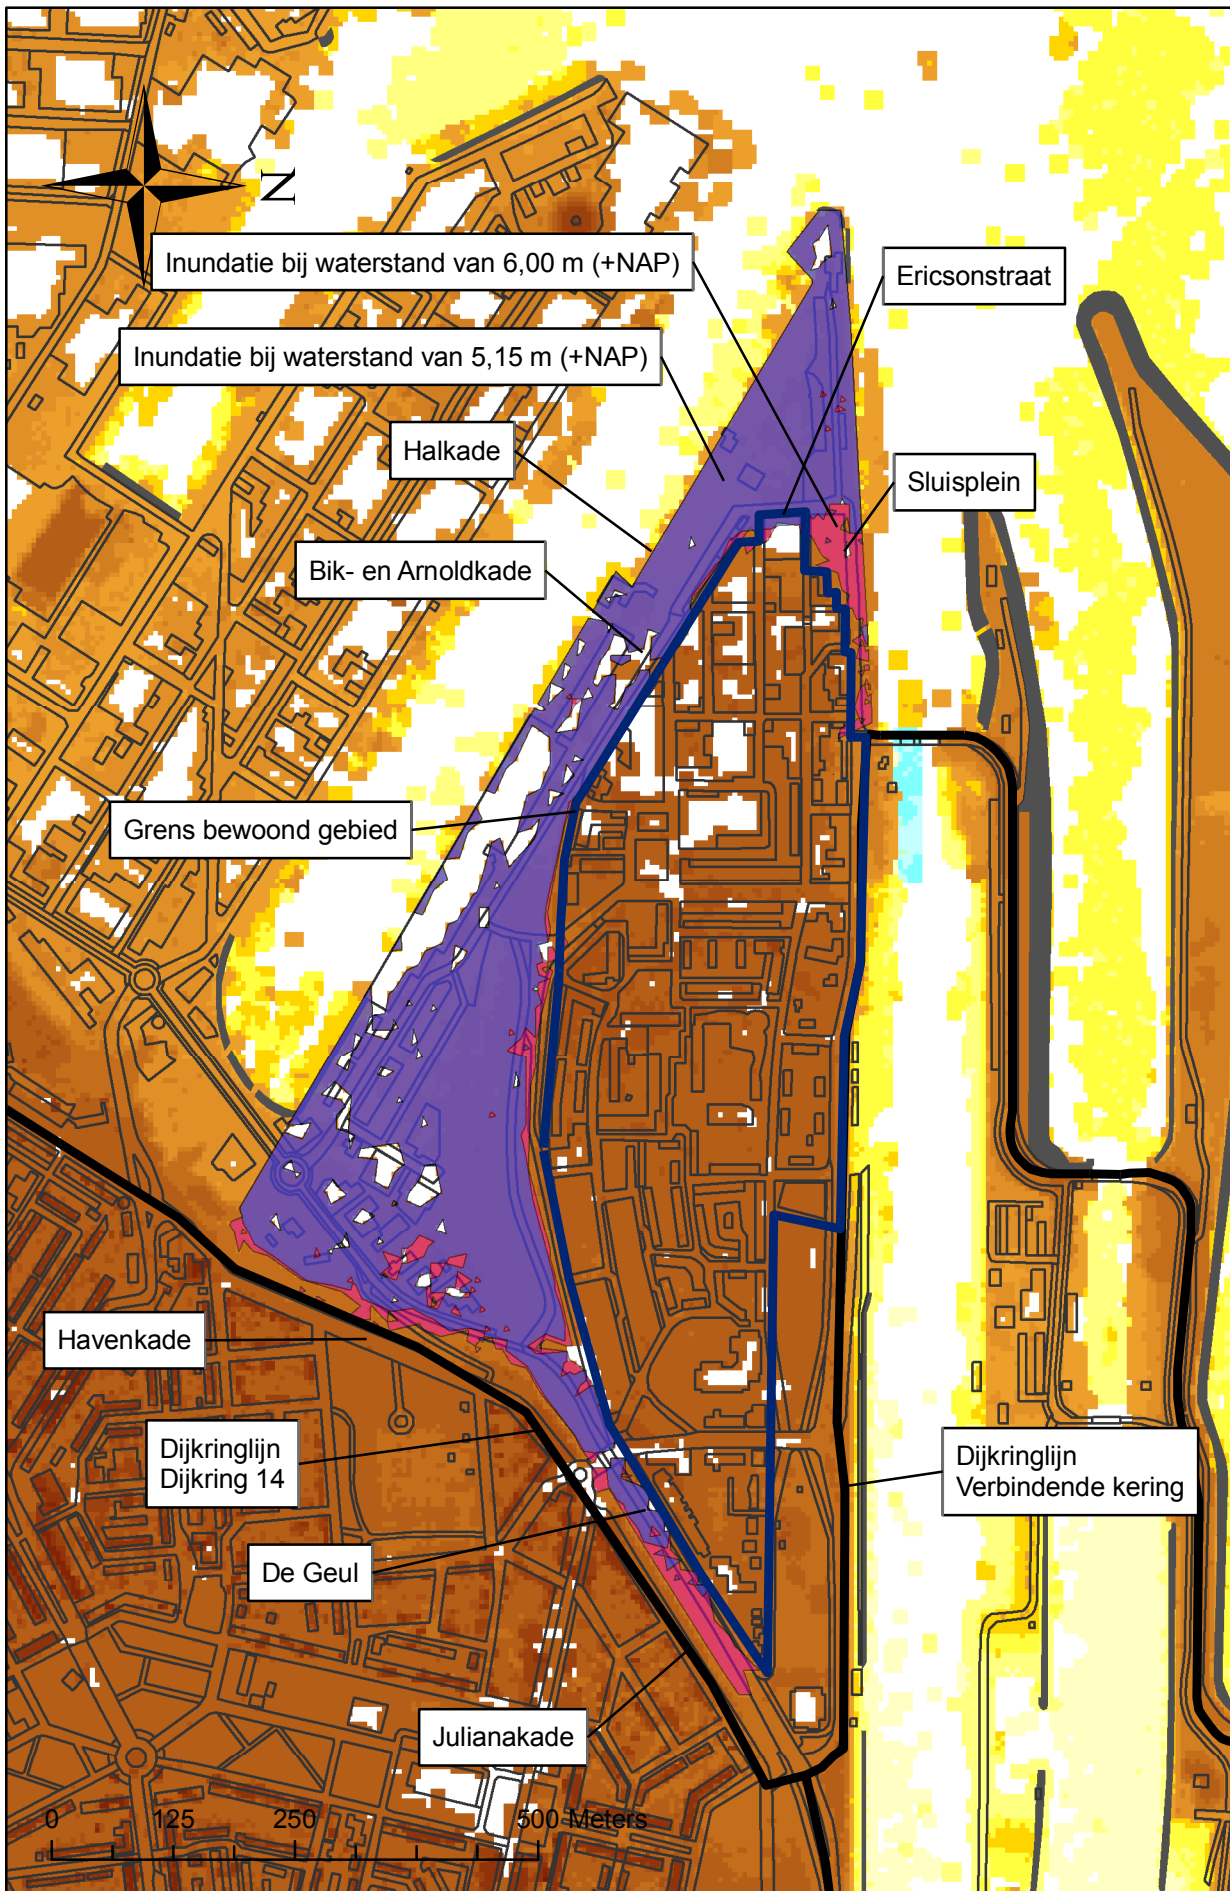 N
Inundatie bij waterstand van 6,00 m (+NAP)
Ericsonstraat
Inundatie bij waterstand van 5,15 m (+NAP)
Halkade
Sluisplein
Bik- en Arnoldkade
Grens bewoond gebied
Havenkade
Dijkringlijn
Dijkring 14
Dijkringlijn
Verbindende kering
De Geul
Julianakade
0 125 250 500 Meters